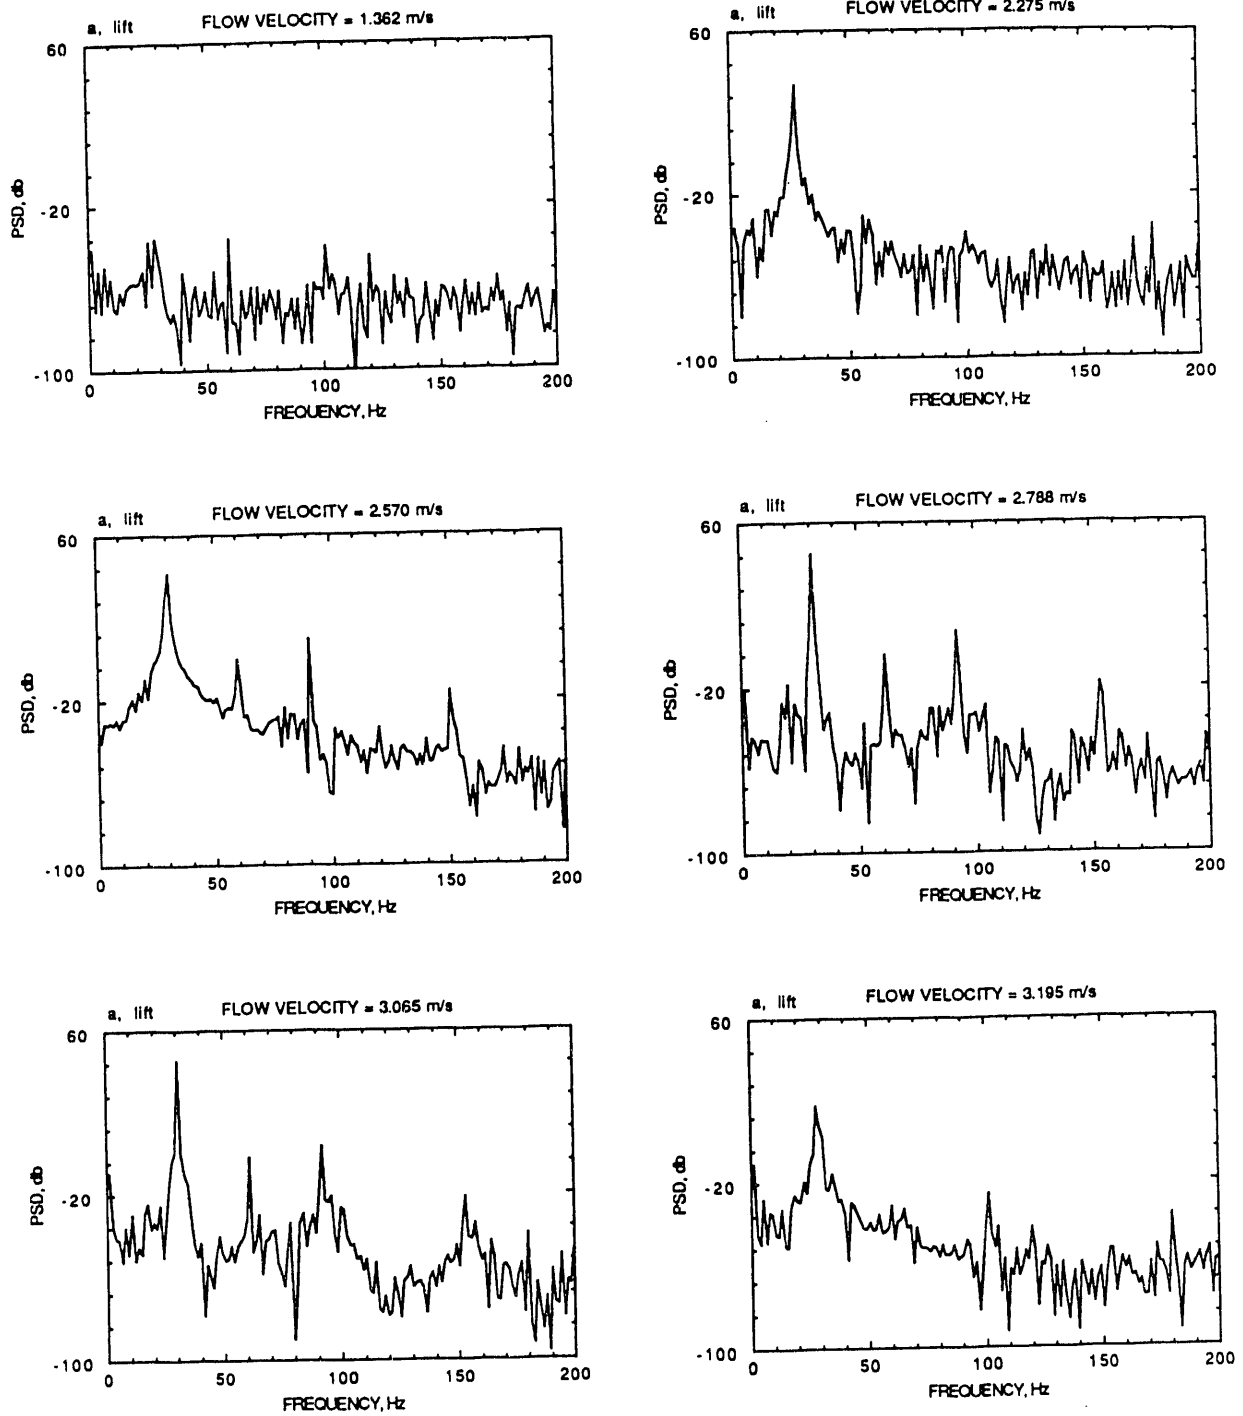 a, lift FLOW VELOCITY = 1.362 m/s
60
-20
-100
PSD, db
0 50 100 150 200
FREQUENCY, Hz
a, lift FLOW VELOCITY = 2.275 m/s
60
-20
-100
PSD, db
0 50 100 150 200
FREQUENCY, Hz
a, lift FLOW VELOCITY = 2.570 m/s
60
-20
-100
PSD, db
0 50 100 150 200
FREQUENCY, Hz
a, lift FLOW VELOCITY = 2.788 m/s
60
-20
-100
PSD, db
0 50 100 150 200
FREQUENCY, Hz
a, lift FLOW VELOCITY = 3.065 m/s
60
-20
-100
PSD, db
0 50 100 150 200
FREQUENCY, Hz
a, lift FLOW VELOCITY = 3.195 m/s
60
-20
-100
PSD, db
0 50 100 150 200
FREQUENCY, Hz